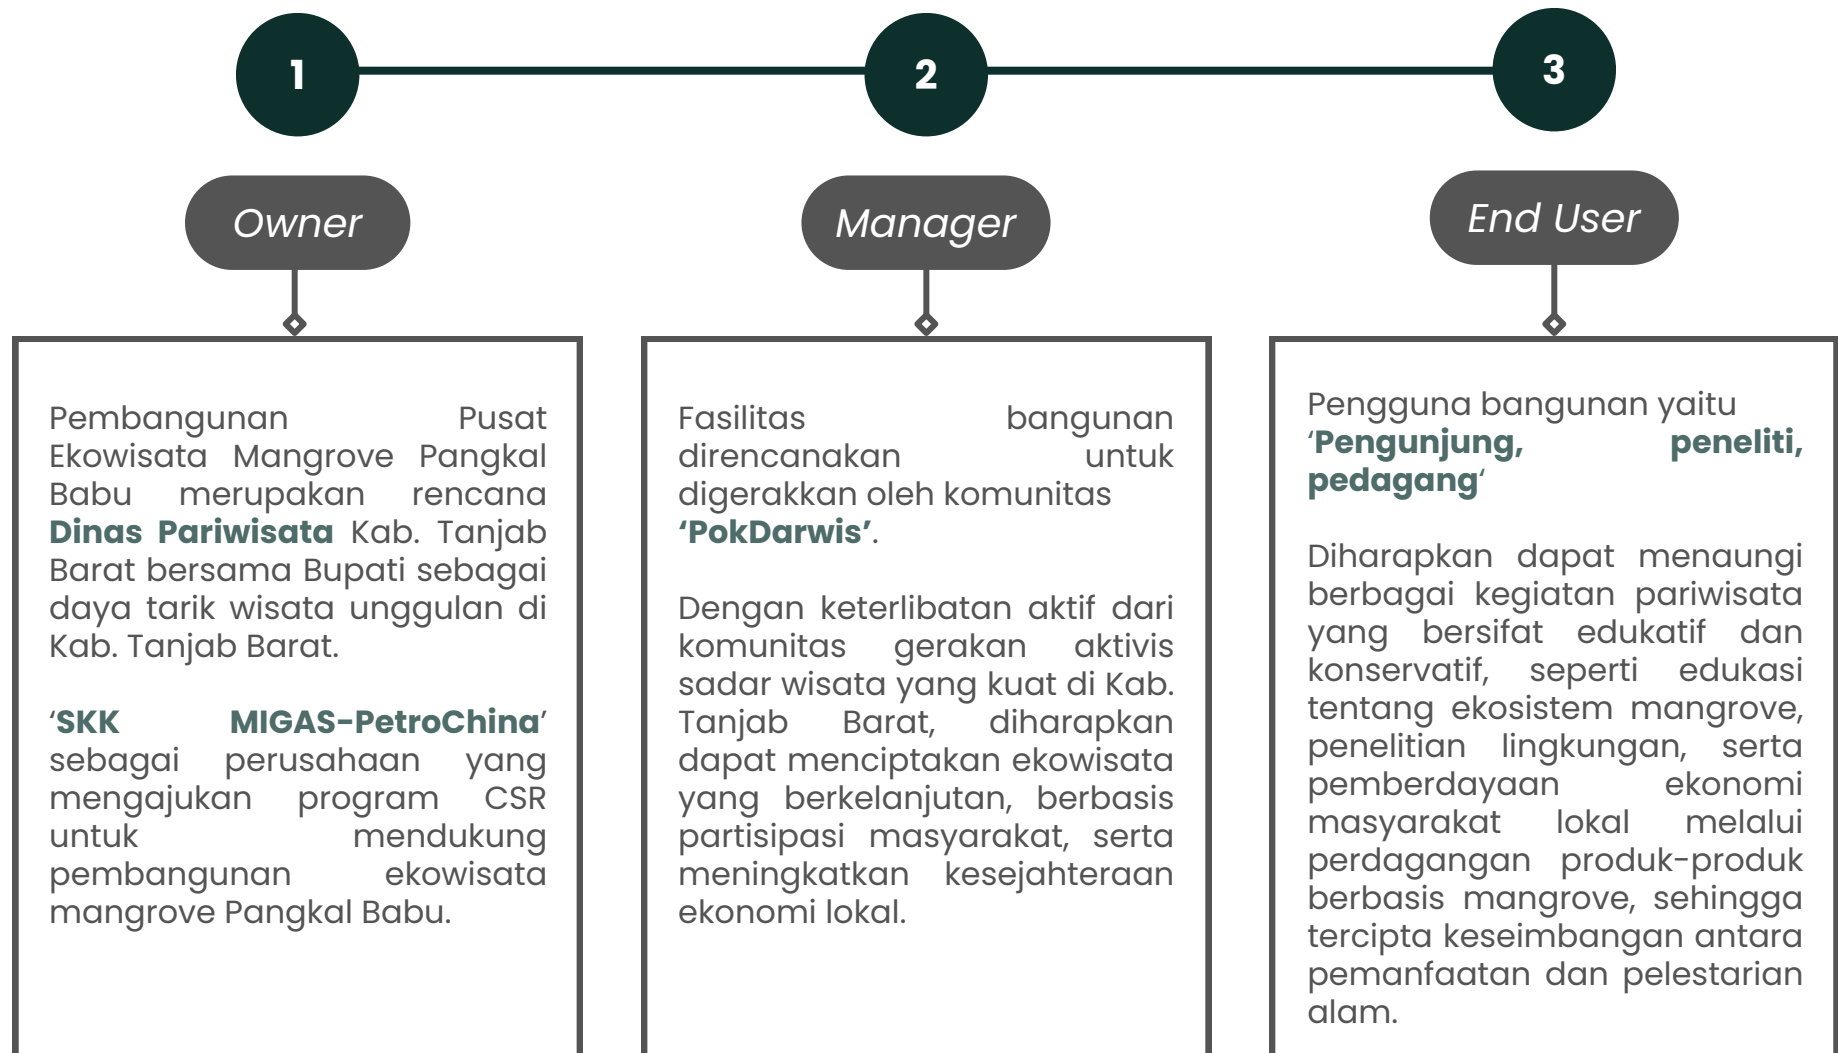 1
2
3
Owner
Manager
End User
Pembangunan Pusat
Ekowisata Mangrove Pangkal
Babu merupakan rencana
Dinas Pariwisata Kab. Tanjab
Barat bersama Bupati sebagai
daya tarik wisata unggulan di
Kab. Tanjab Barat.
‘SKK MIGAS-PetroChina’
sebagai perusahaan yang
mengajukan program CSR
untuk mendukung
pembangunan ekowisata
mangrove Pangkal Babu.
Fasilitas bangunan
direncanakan untuk
digerakkan oleh komunitas
‘PokDarwis’.
Dengan keterlibatan aktif dari
komunitas gerakan aktivis
sadar wisata yang kuat di Kab.
Tanjab Barat, diharapkan
dapat menciptakan ekowisata
yang berkelanjutan, berbasis
partisipasi masyarakat, serta
meningkatkan kesejahteraan
ekonomi lokal.
Pengguna bangunan yaitu
‘Pengunjung, peneliti,
pedagang‘
Diharapkan dapat menaungi
berbagai kegiatan pariwisata
yang bersifat edukatif dan
konservatif, seperti edukasi
tentang ekosistem mangrove,
penelitian lingkungan, serta
pemberdayaan ekonomi
masyarakat lokal melalui
perdagangan produk-produk
berbasis mangrove, sehingga
tercipta keseimbangan antara
pemanfaatan dan pelestarian
alam.